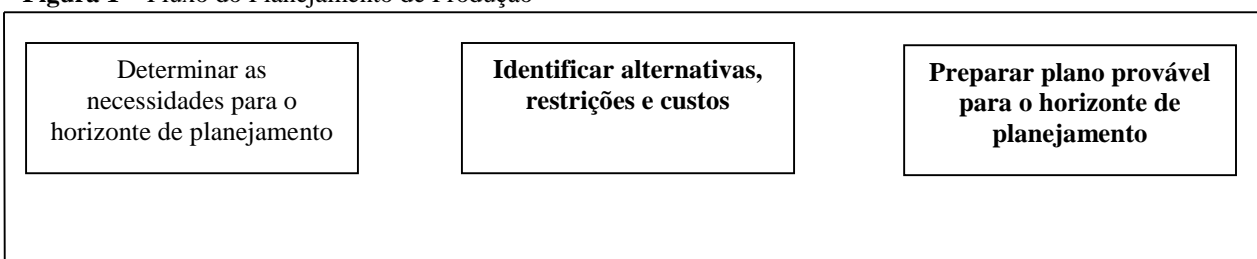 Figura 1 – Fluxo do Planejamento de Produção
Determinar as
necessidades para o
horizonte de planejamento
Identificar alternativas,
restrições e custos
Preparar plano provável
para o horizonte de
planejamento